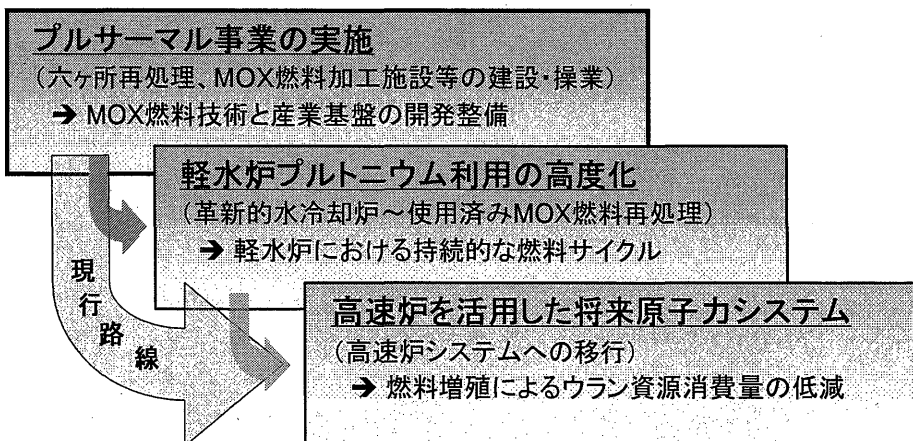 プルサーマル事業の実施
(六ヶ所再処理、MOX燃料加工施設等の建設・操業)
➔ MOX燃料技術と産業基盤の開発整備
軽水炉プルトニウム利用の高度化
(革新的水冷却炉～使用済みMOX燃料再処理)
➔ 軽水炉における持続的な燃料サイクル
現行路線
高速炉を活用した将来原子力システム
(高速炉システムへの移行)
➔ 燃料増殖によるウラン資源消費量の低減